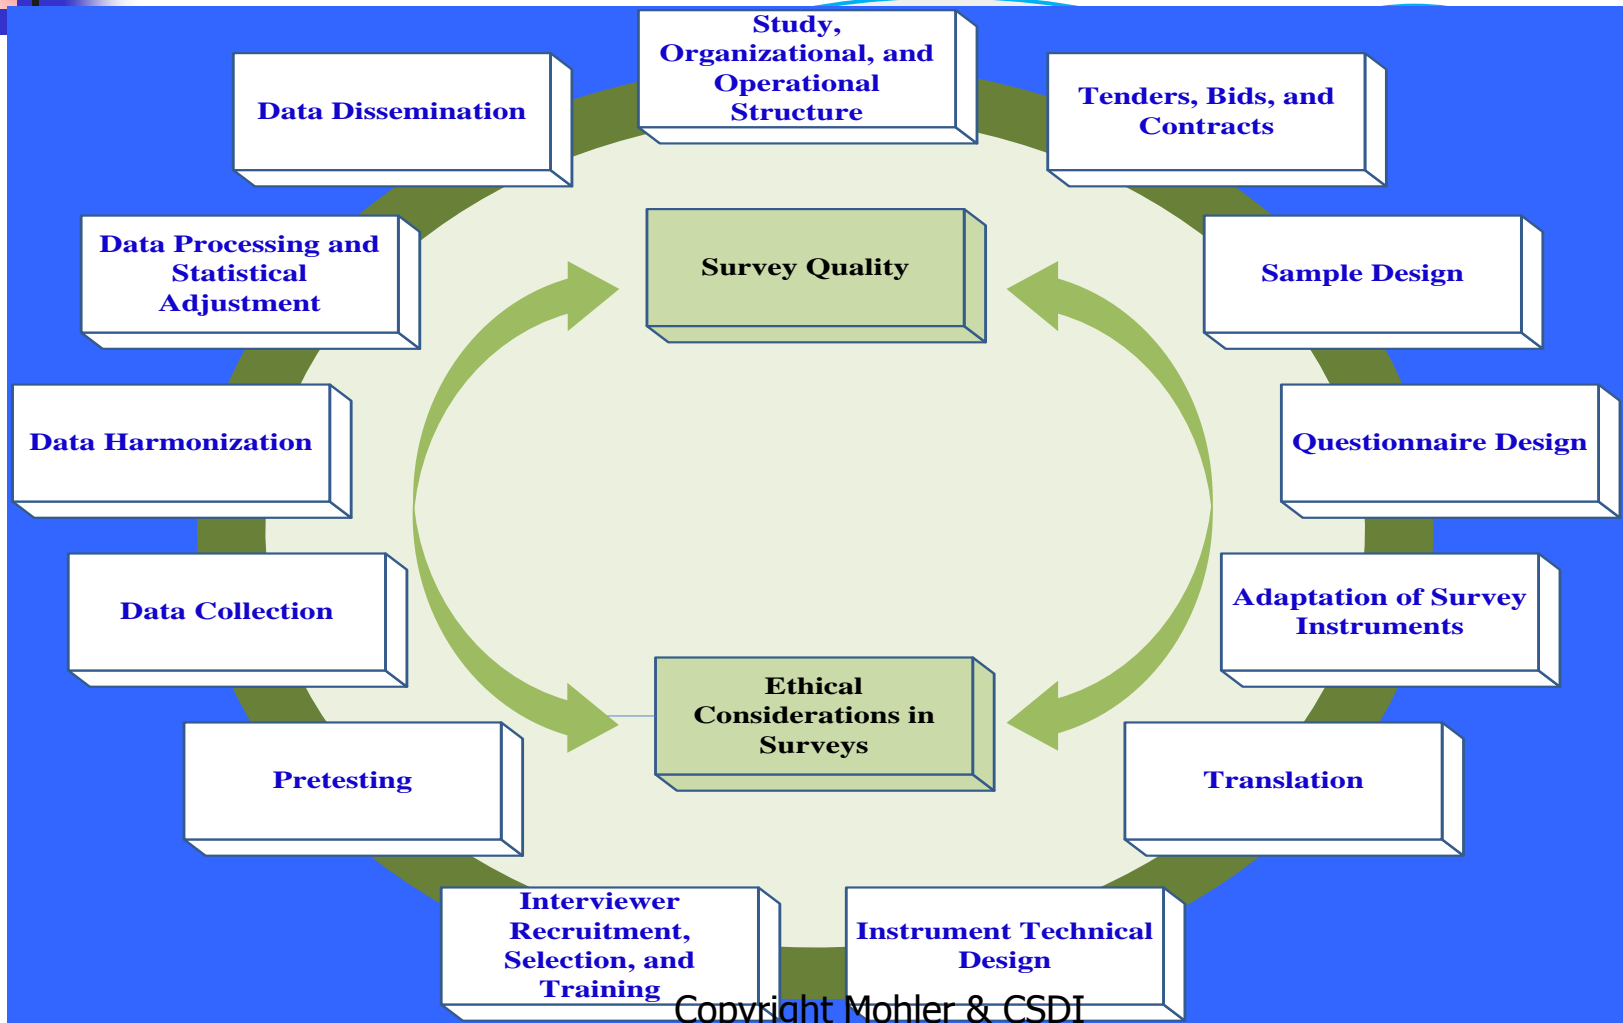 Study,
Organizational, and
Operational
Structure
Tenders, Bids, and
Contracts
Sample Design
Questionnaire Design
Adaptation of Survey
Instruments
Translation
Instrument Technical
Design
Interviewer
Recruitment,
Selection, and
Training
Pretesting
Data Collection
Data Harmonization
Data Processing and
Statistical
Adjustment
Data Dissemination
Survey Quality
Ethical
Considerations in
Surveys
Copyright Mohler & CSDI